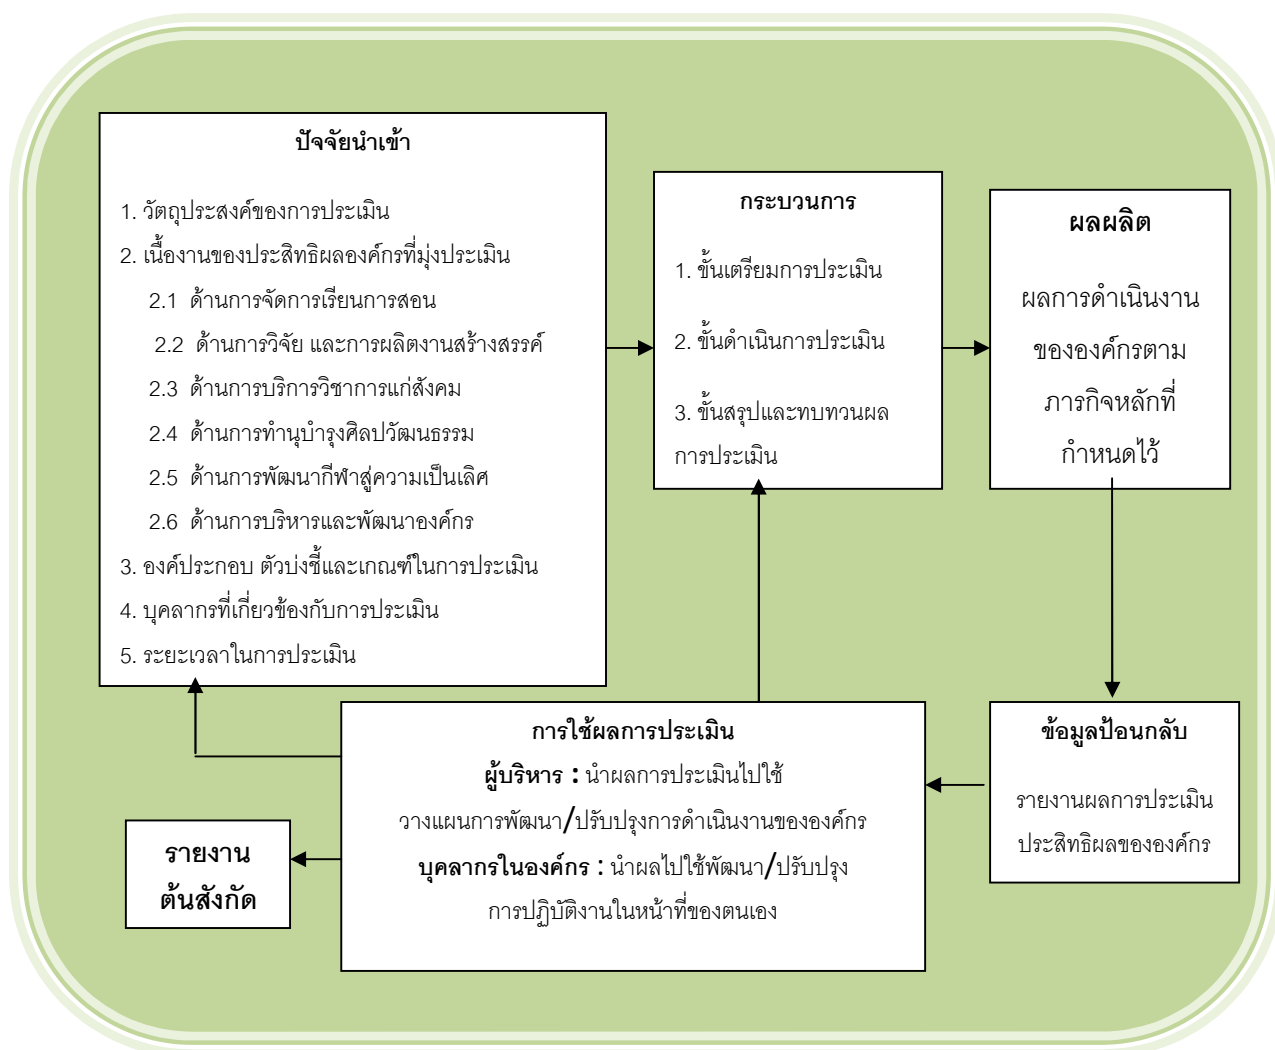 ปัจจัยนำเข้า
1. วัตถุประสงค์ของการประเมิน
2. เนื้องานของประสิทธิผลองค์กรที่มุ่งประเมิน
2.1 ด้านการจัดการเรียนการสอน
2.2 ด้านการวิจัย และการผลิตงานสร้างสรรค์
2.3 ด้านการบริการวิชาการแก่สังคม
2.4 ด้านการทำนุบำรุงศิลปวัฒนธรรม
2.5 ด้านการพัฒนากีฬาสู่ความเป็นเลิศ
2.6 ด้านการบริหารและพัฒนาองค์กร
3. องค์ประกอบ ตัวบ่งชี้และเกณฑ์ในการประเมิน
4. บุคลากรที่เกี่ยวข้องกับการประเมิน
5. ระยะเวลาในการประเมิน
กระบวนการ
1. ขั้นเตรียมการประเมิน
2. ขั้นดำเนินการประเมิน
3. ขั้นสรุปและทบทวนผล
การประเมิน
ผลผลิต
ผลการดำเนินงาน
ขององค์กรตาม
ภารกิจหลักที่
กำหนดไว้
ข้อมูลป้อนกลับ
รายงานผลการประเมิน
ประสิทธิผลขององค์กร
การใช้ผลการประเมิน
ผู้บริหาร : นำผลการประเมินไปใช้
วางแผนการพัฒนา/ปรับปรุงการดำเนินงานขององค์กร
บุคลากรในองค์กร : นำผลไปใช้พัฒนา/ปรับปรุง
การปฏิบัติงานในหน้าที่ของตนเอง
รายงาน
ต้นสังกัด